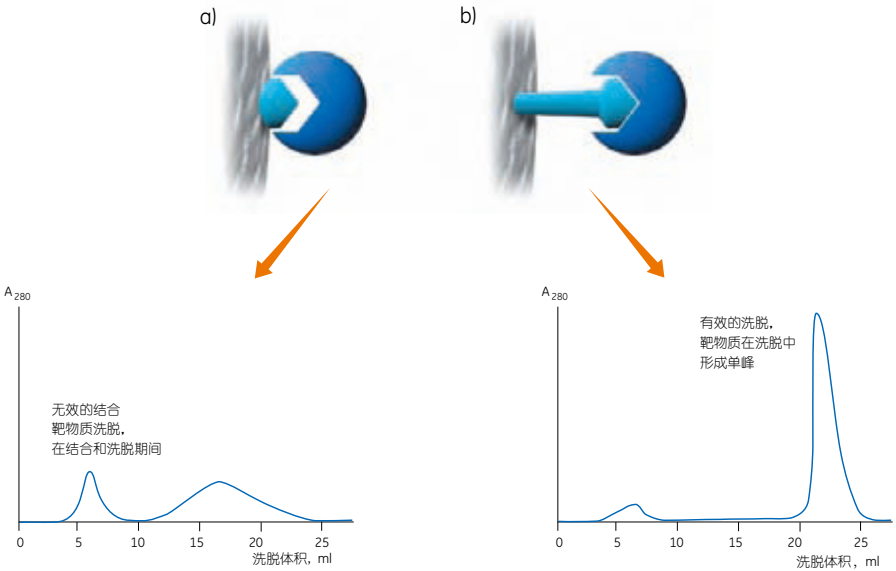 a)
b)
A280
无效的结合
靶物质洗脱，
在结合和洗脱期间
0 5 10 15 20 25
洗脱体积，ml
A280
有效的洗脱，
靶物质在洗脱中
形成单峰
0 5 10 15 20 25
洗脱体积，ml